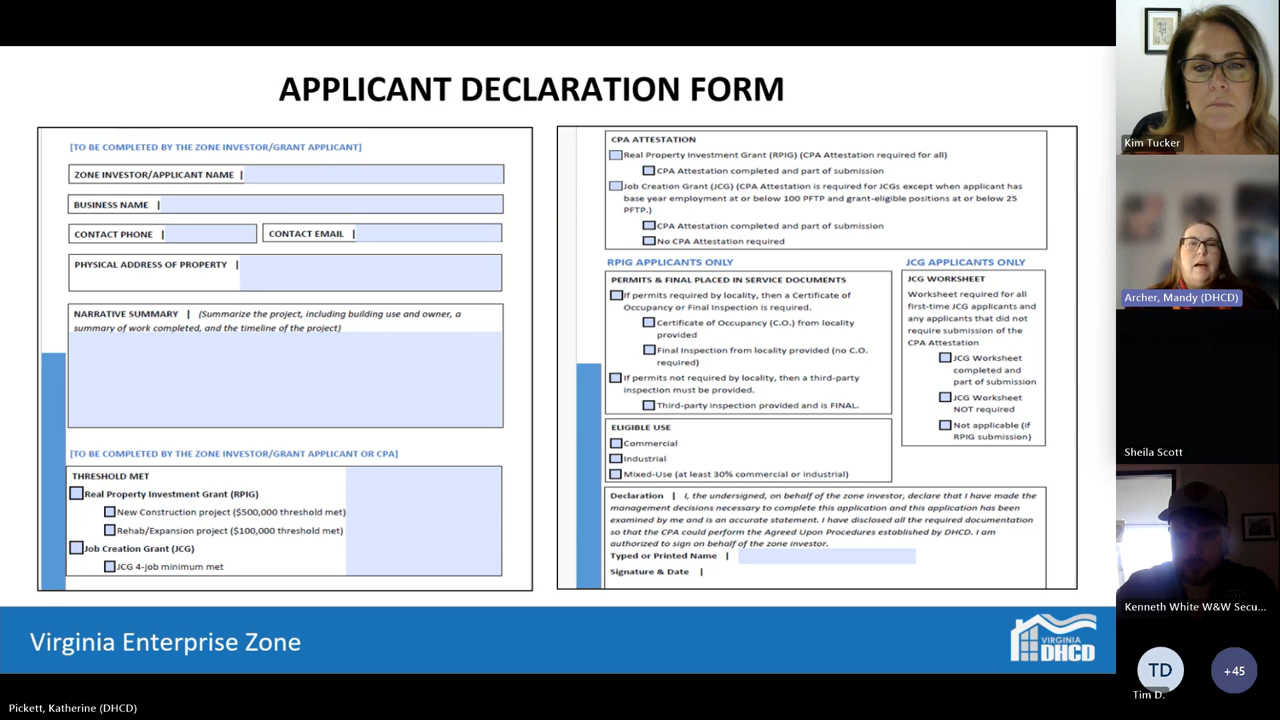 APPLICANT DECLARATION FORM
[TO BE COMPLETED BY THE ZONE INVESTOR/GRANT APPLICANT]
ZONE INVESTOR/APPLICANT NAME |
BUSINESS NAME |
CONTACT PHONE |
CONTACT EMAIL |
PHYSICAL ADDRESS OF PROPERTY |
NARRATIVE SUMMARY | (Summarize the project, including building use and owner, a
summary of work completed, and the timeline of the project)
[TO BE COMPLETED BY THE ZONE INVESTOR/GRANT APPLICANT OR CPA]
THRESHOLD MET
Real Property Investment Grant (RPIG)
New Construction project ($500,000 threshold met)
Rehab/Expansion project ($100,000 threshold met)
Job Creation Grant (JCG)
JCG 4-job minimum met
CPA ATTESTATION
Real Property Investment Grant (RPIG) (CPA Attestation required for all)
CPA Attestation completed and part of submission
Job Creation Grant (JCG) (CPA Attestation is required for JCGs except when applicant has
base year employment at or below 100 PFTP and grant-eligible positions at or below 25
PFTP.)
CPA Attestation completed and part of submission
No CPA Attestation required
RPIG APPLICANTS ONLY
PERMITS & FINAL PLACED IN SERVICE DOCUMENTS
If permits required by locality, then a Certificate of
Occupancy or Final Inspection is required.
Certificate of Occupancy (C.O.) from locality
provided
Final Inspection from locality provided (no C.O.
required)
If permits not required by locality, then a third-party
inspection must be provided.
Third-party inspection provided and is FINAL.
JCG APPLICANTS ONLY
JCG WORKSHEET
Worksheet required for all
first-time JCG applicants and
any applicants that did not
require submission of the
CPA Attestation
JCG Worksheet
completed and
part of submission
JCG Worksheet
NOT required
Not applicable (if
RPIG submission)
ELIGIBLE USE
Commercial
Industrial
Mixed-Use (at least 30% commercial or industrial)
Declaration | I, the undersigned, on behalf of the zone investor, declare that I have made the
management decisions necessary to complete this application and this application has been
examined by me and is an accurate statement. I have disclosed all the required documentation
so that the CPA could perform the Agreed Upon Procedures established by DHCD. I am
authorized to sign on behalf of the zone investor.
Typed or Printed Name |
Signature & Date |
Virginia Enterprise Zone
VIRGINIA
DHCD
Pickett, Katherine (DHCD)
Kim Tucker
Archer, Mandy (DHCD)
Sheila Scott
Kenneth White W&W Secu...
TD
Tim D.
+45